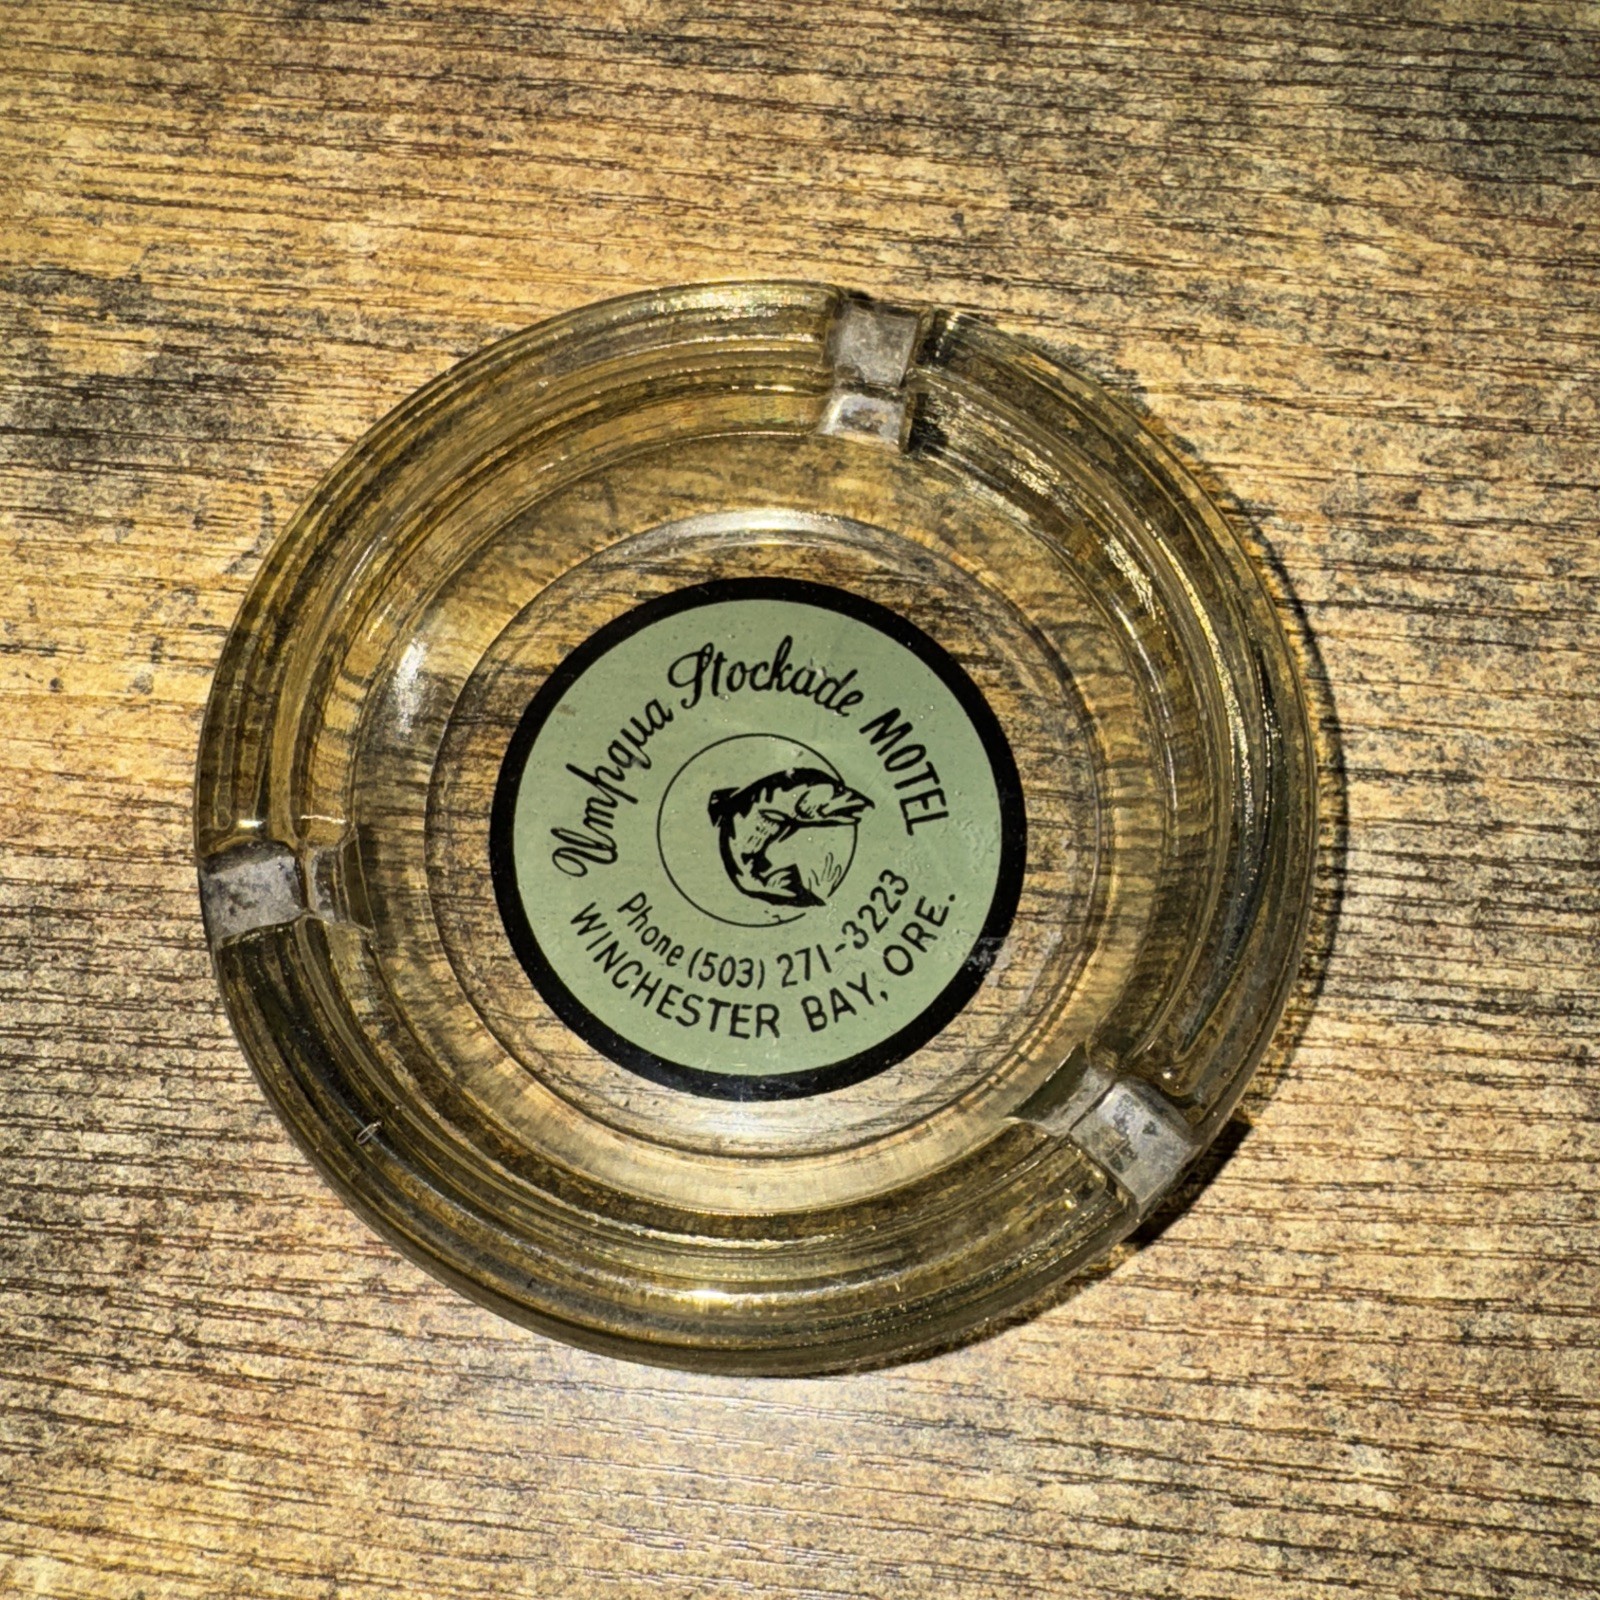 Umpqua Stockade MOTEL
Phone (503) 271-3223
WINCHESTER BAY, ORE.